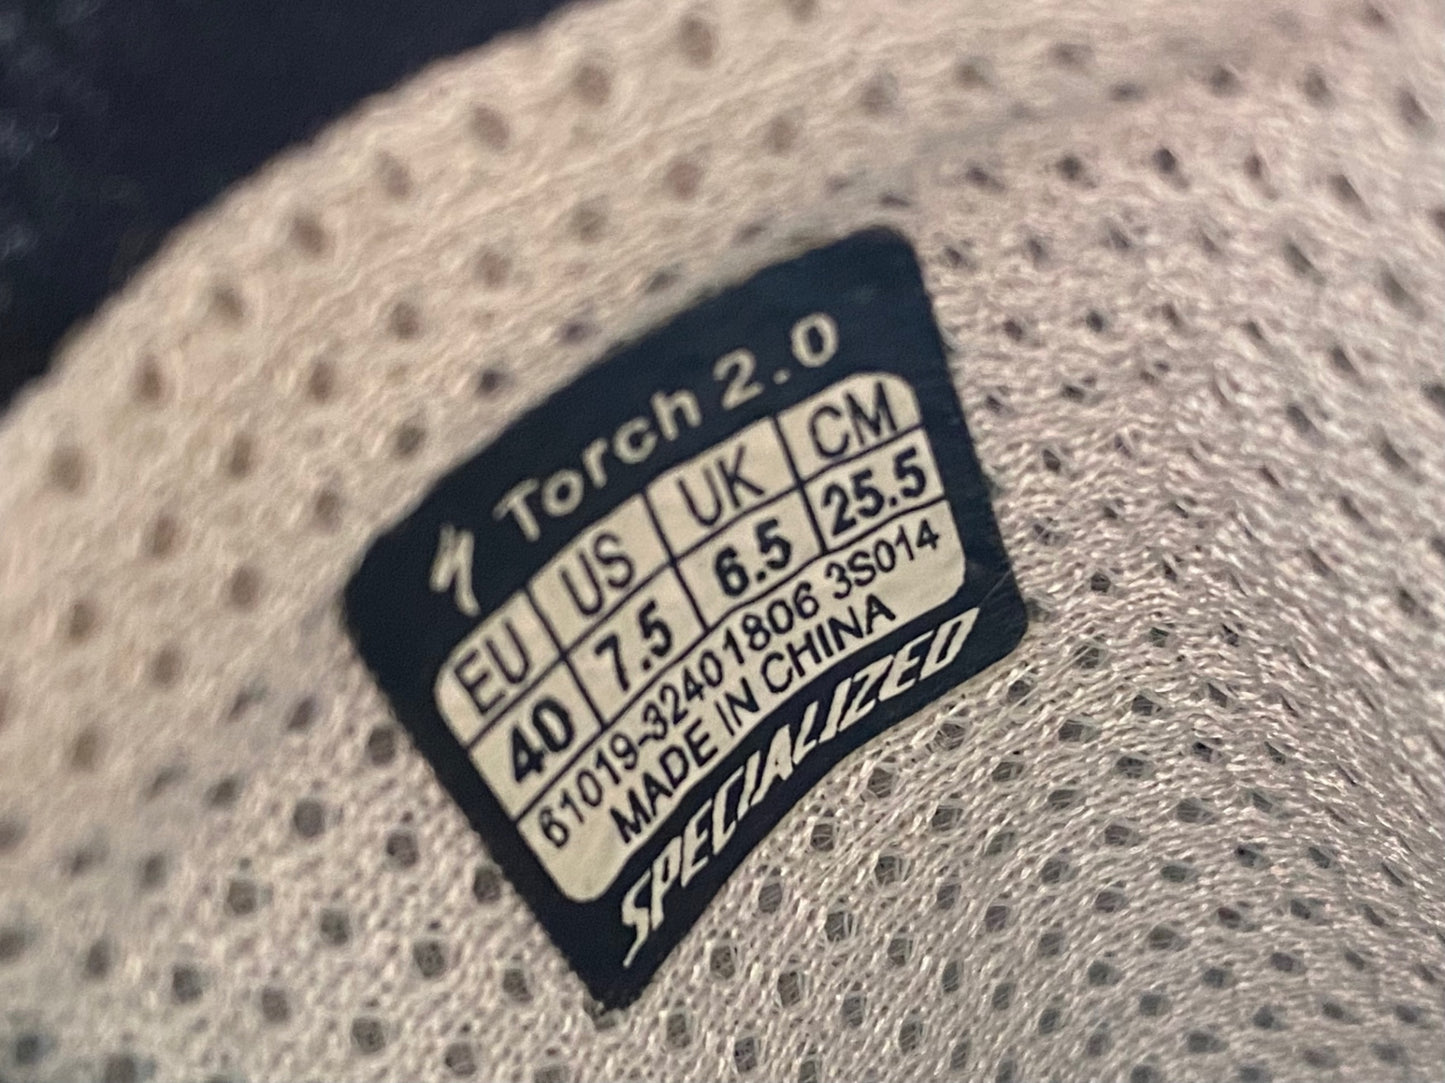 Torch 2.0
EU US UK CM
40 7.5 6.5 25.5
61019-32401806 3S014
MADE IN CHINA
SPECIALIZED